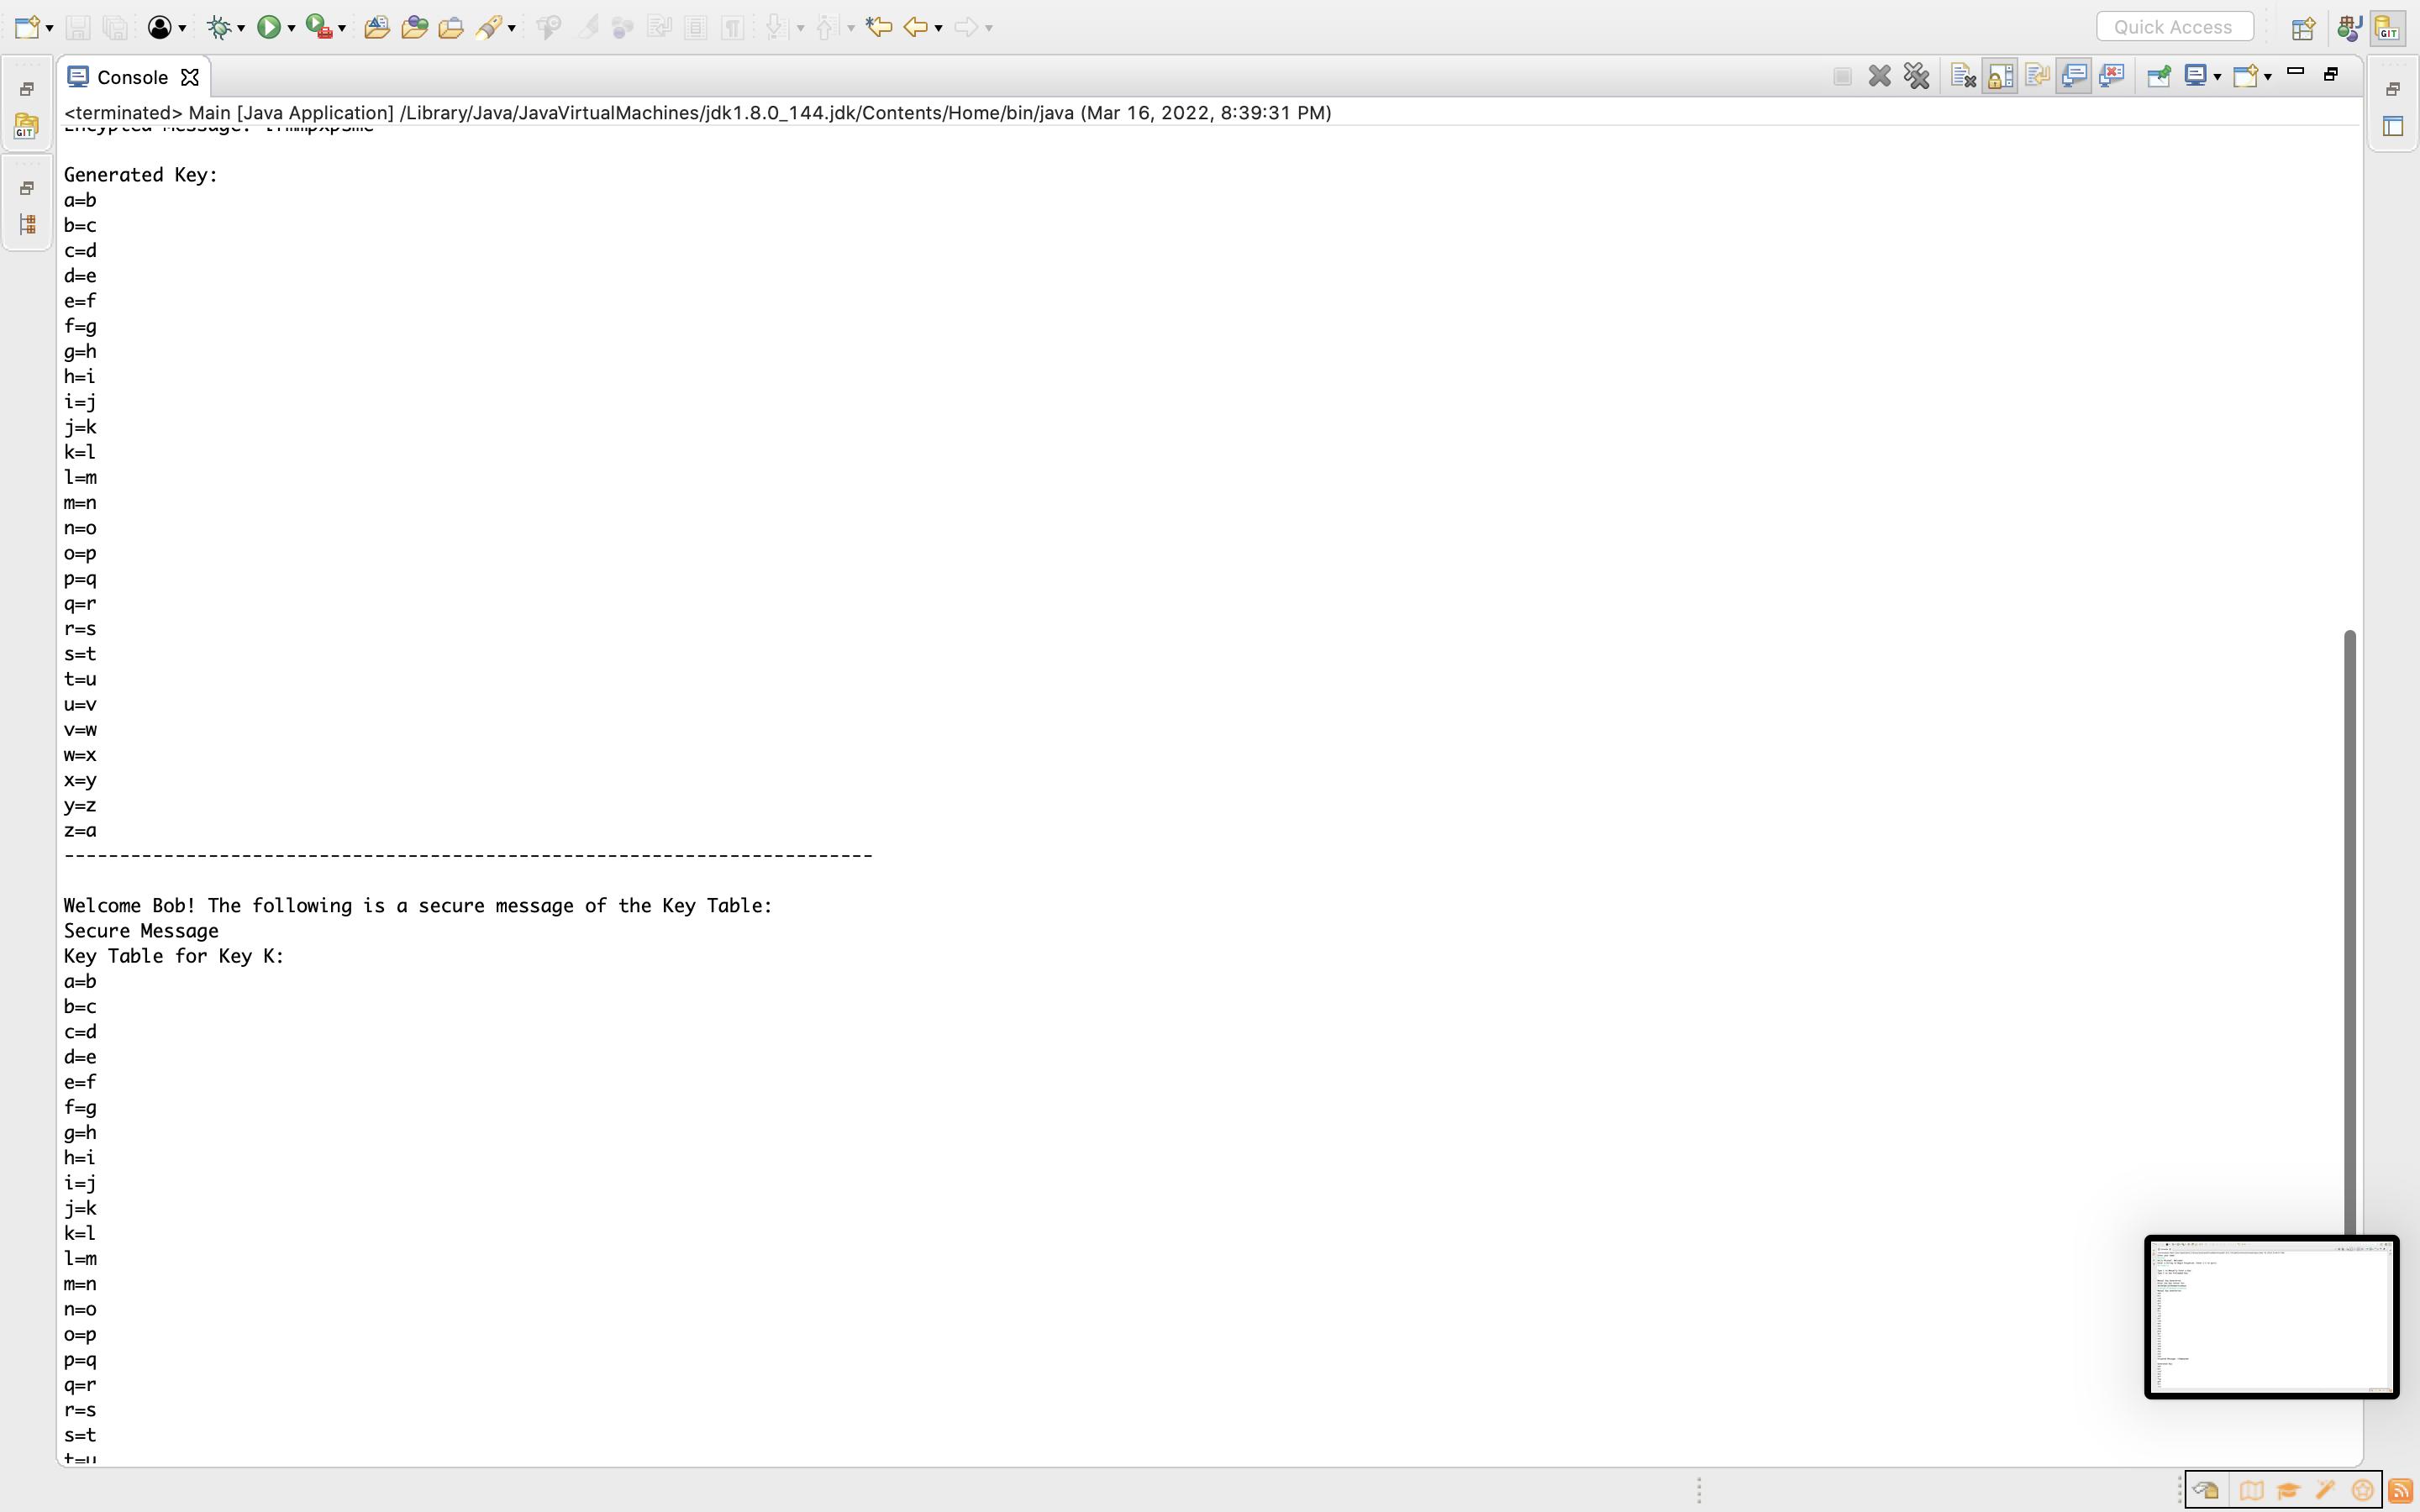 Quick Access
Console
<terminated> Main [Java Application] /Library/Java/JavaVirtualMachines/jdk1.8.0_144.jdk/Contents/Home/bin/java (Mar 16, 2022, 8:39:31 PM)
Generated Key:
a=b
b=c
c=d
d=e
e=f
f=g
g=h
h=i
i=j
j=k
k=l
l=m
m=n
n=o
o=p
p=q
q=r
r=s
s=t
t=u
u=v
v=w
w=x
x=y
y=z
z=a
-------------------------------------------------------------------------
Welcome Bob! The following is a secure message of the Key Table:
Secure Message
Key Table for Key K:
a=b
b=c
c=d
d=e
e=f
f=g
g=h
h=i
i=j
j=k
k=l
l=m
m=n
n=o
o=p
p=q
q=r
r=s
s=t
t=u